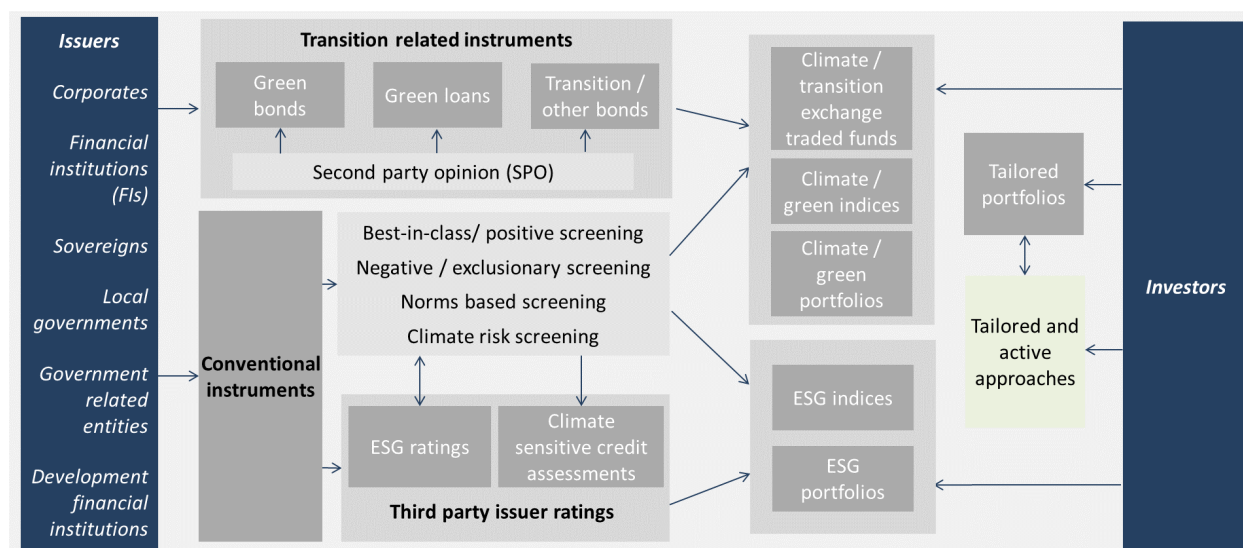 Issuers
Corporates
Financial
institutions
(FIs)
Sovereigns
Local
governments
Government
related
entities
Development
financial
institutions
Transition related instruments
Green
bonds
Green loans
Transition /
other bonds
Second party opinion (SPO)
Conventional
instruments
Best-in-class/ positive screening
Negative / exclusionary screening
Norms based screening
Climate risk screening
ESG ratings
Climate
sensitive credit
assessments
Third party issuer ratings
Climate /
transition
exchange
traded funds
Climate /
green indices
Climate /
green
portfolios
ESG indices
ESG
portfolios
Tailored
portfolios
Tailored and
active
approaches
Investors